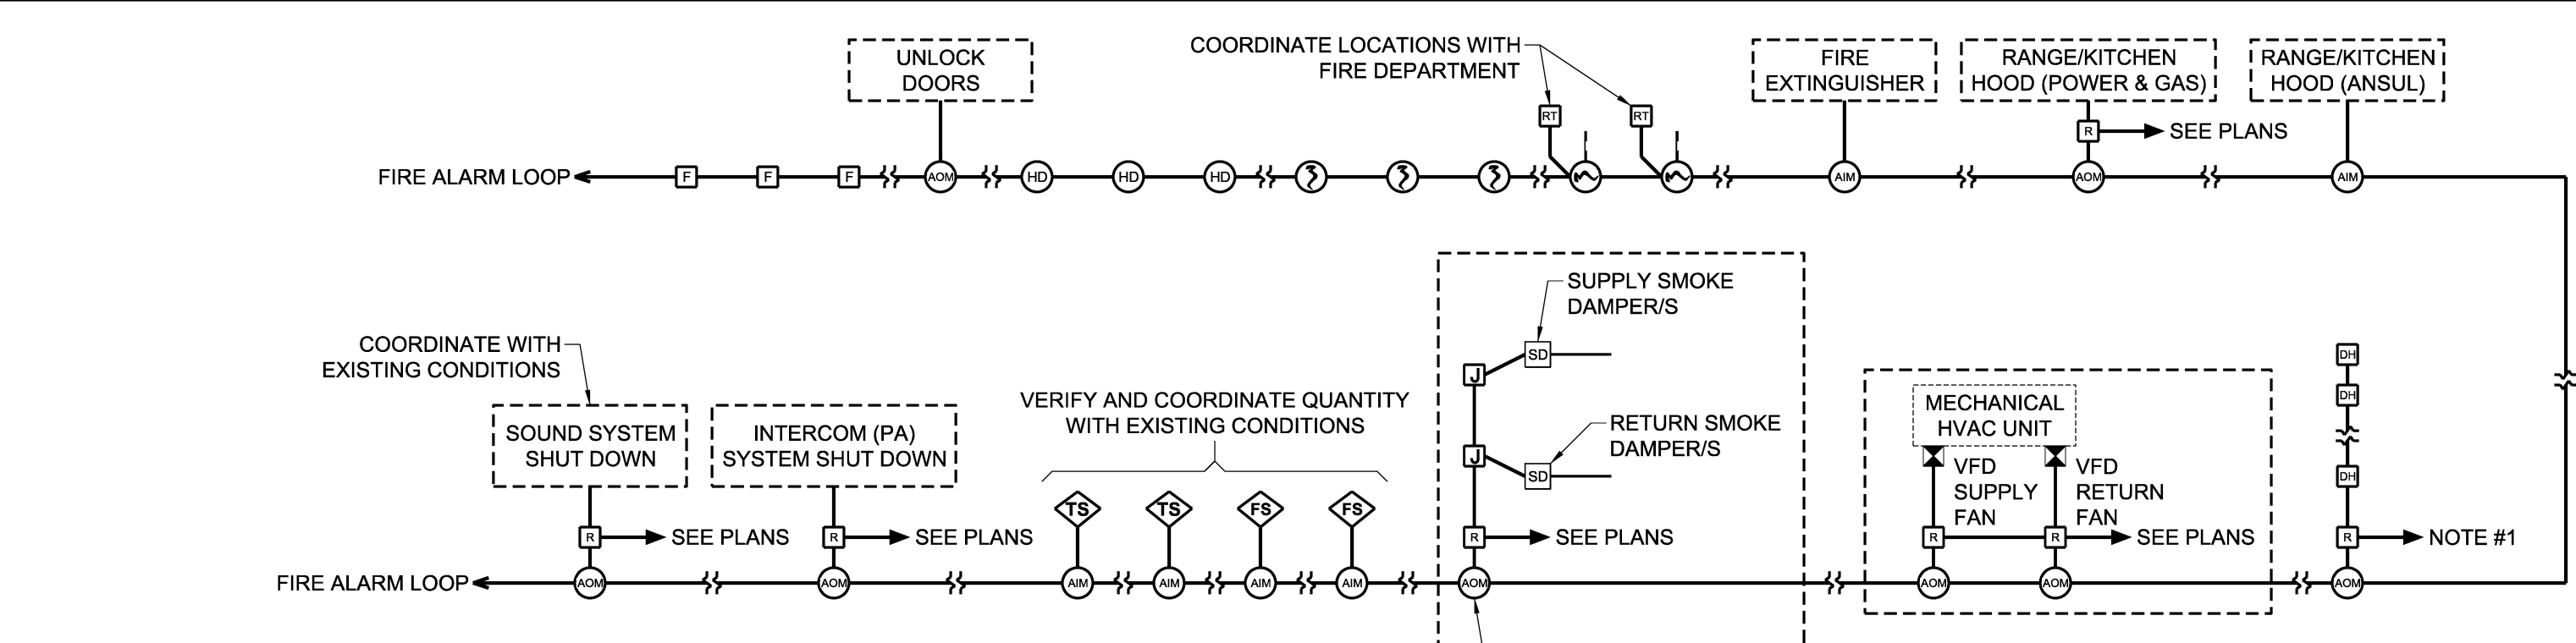 COORDINATE LOCATIONS WITH
FIRE DEPARTMENT
UNLOCK
DOORS
FIRE
EXTINGUISHER
RANGE/KITCHEN
HOOD (POWER & GAS)
RANGE/KITCHEN
HOOD (ANSUL)
RT
RT
R
SEE PLANS
FIRE ALARM LOOP
F
F
F
AOM
HD
HD
HD
AIM
AOM
AIM
SUPPLY SMOKE
DAMPER/S
COORDINATE WITH
EXISTING CONDITIONS
SD
J
DH
DH
VERIFY AND COORDINATE QUANTITY
WITH EXISTING CONDITIONS
RETURN SMOKE
DAMPER/S
MECHANICAL
HVAC UNIT
SOUND SYSTEM
SHUT DOWN
INTERCOM (PA)
SYSTEM SHUT DOWN
J
SD
VFD
SUPPLY
FAN
VFD
RETURN
FAN
DH
TS
TS
FS
FS
R
SEE PLANS
R
SEE PLANS
R
SEE PLANS
R
R
SEE PLANS
R
NOTE #1
FIRE ALARM LOOP
AOM
AOM
AIM
AIM
AIM
AIM
AOM
AOM
AOM
AOM